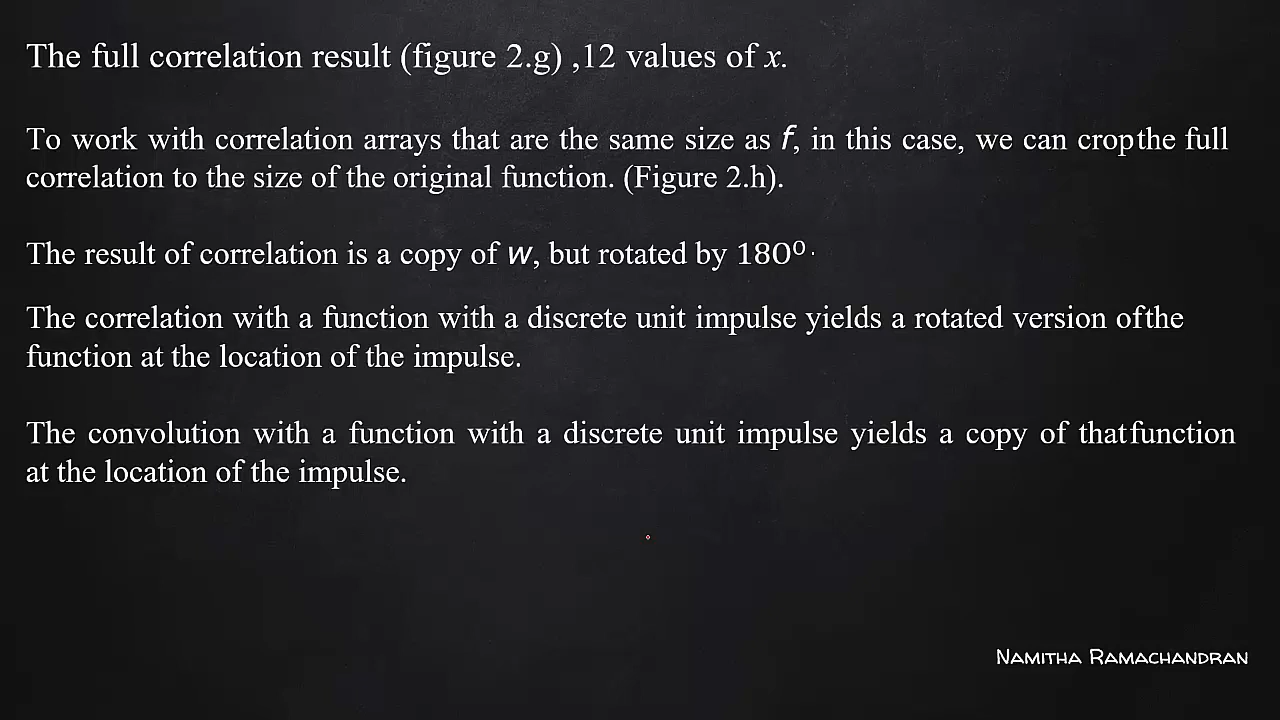 The full correlation result (figure 2.g) ,12 values of x.
To work with correlation arrays that are the same size as f, in this case, we can cropthe full
correlation to the size of the original function. (Figure 2.h).
The result of correlation is a copy of w, but rotated by 180⁰ .
The correlation with a function with a discrete unit impulse yields a rotated version ofthe
function at the location of the impulse.
The convolution with a function with a discrete unit impulse yields a copy of thatfunction
at the location of the impulse.
Namitha Ramachandran